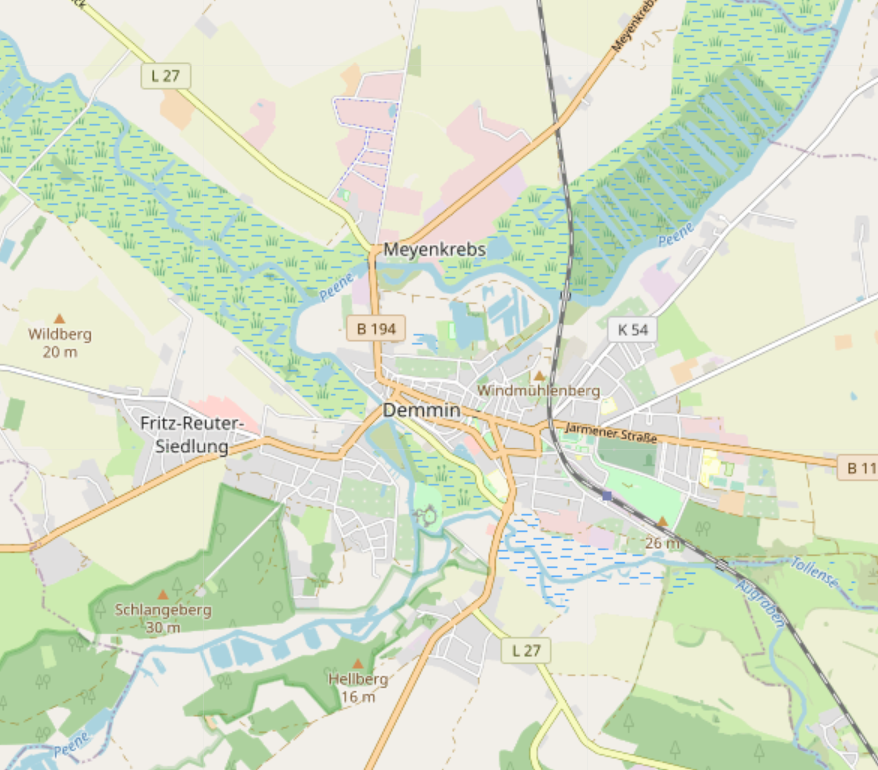 L 27
Meyenkrebs
Meyenkrebs
Peene
Peene
B 194
K 54
Wildberg
20 m
Windmühlenberg
Demmin
Fritz-Reuter-
Siedlung
Jarmener Straße
B 11
26 m
Tollense
Augraben
Schlangeberg
30 m
L 27
Hellberg
16 m
Peene